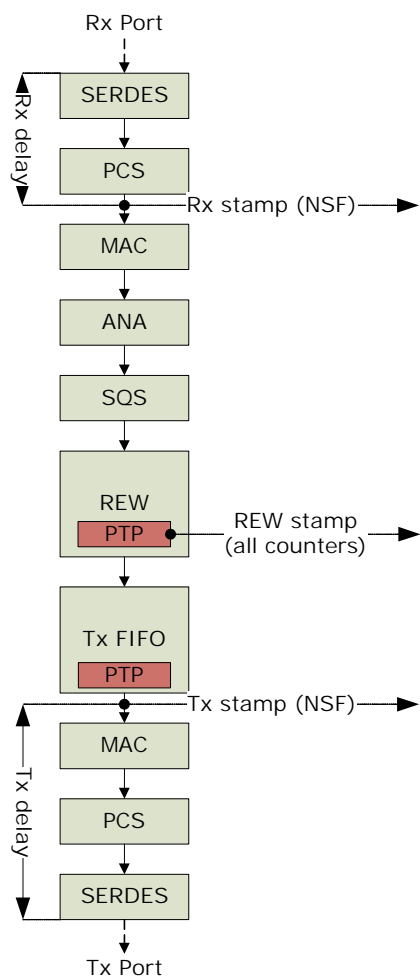 Rx Port
SERDES
Rx delay
PCS
Rx stamp (NSF)
MAC
ANA
SQS
REW
PTP
REW stamp
(all counters)
Tx FIFO
PTP
Tx stamp (NSF)
MAC
Tx delay
PCS
SERDES
Tx Port